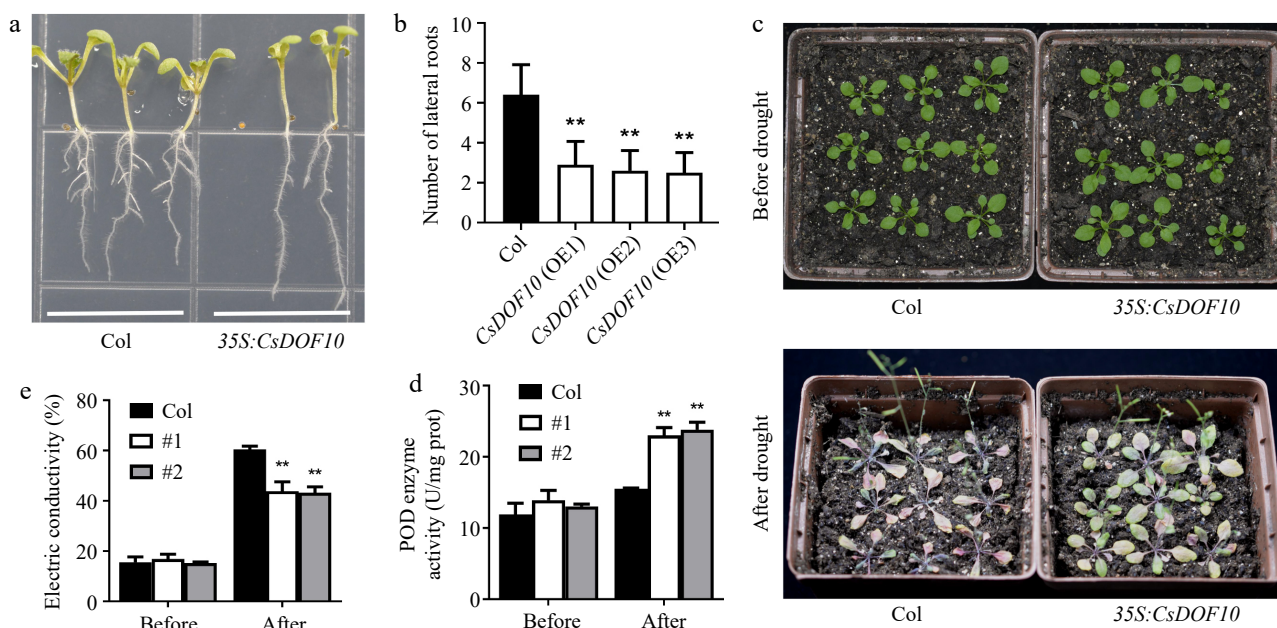 a
Col
35S:CsDOF10
b
Number of lateral roots
8
6
4
2
0
**
**
**
Col
CsDOF10 (OE1)
CsDOF10 (OE2)
CsDOF10 (OE3)
c
Before drought
Col
35S:CsDOF10
After drought
Col
35S:CsDOF10
e
Electric conductivity (%)
80
60
40
20
0
Col
#1
#2
**
**
Before
After
d
POD enzyme
activity (U/mg prot)
30
20
10
0
Col
#1
#2
**
**
Before
After